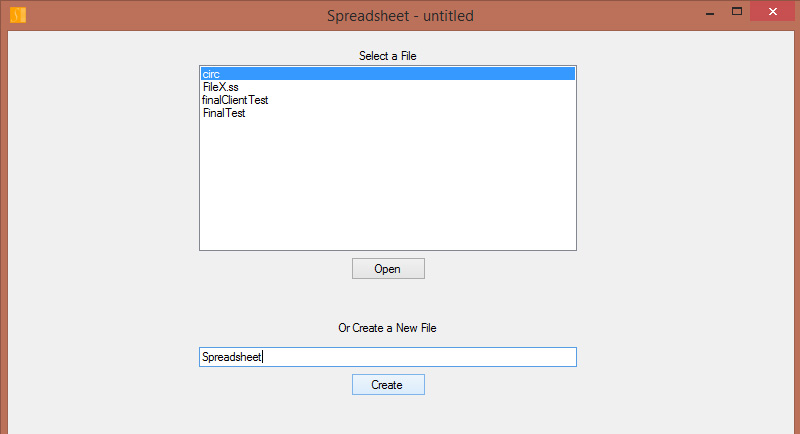 Spreadsheet - untitled
Select a File
circ
FileX.ss
finalClientTest
FinalTest
Open
Or Create a New File
Spreadsheet
Create